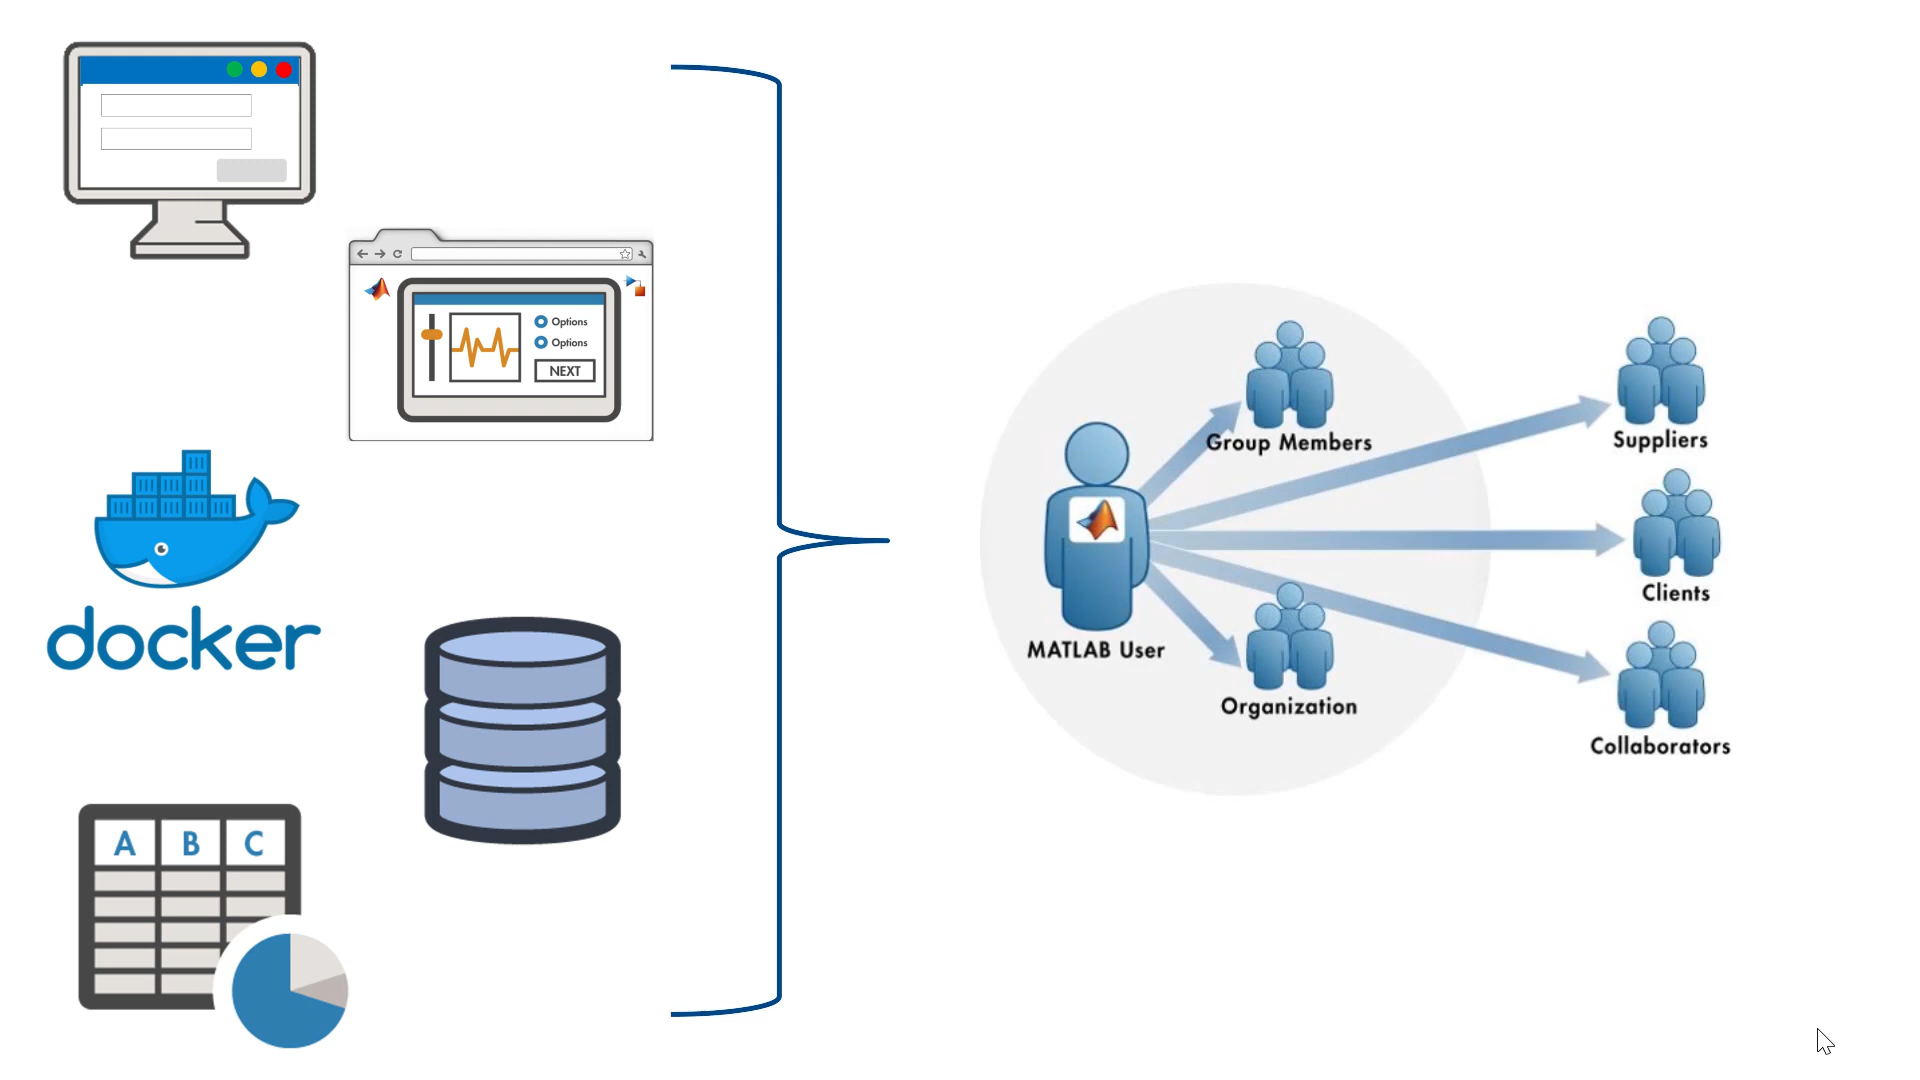 Options
Options
NEXT
docker
A B C
Group Members
Suppliers
Clients
MATLAB User
Organization
Collaborators